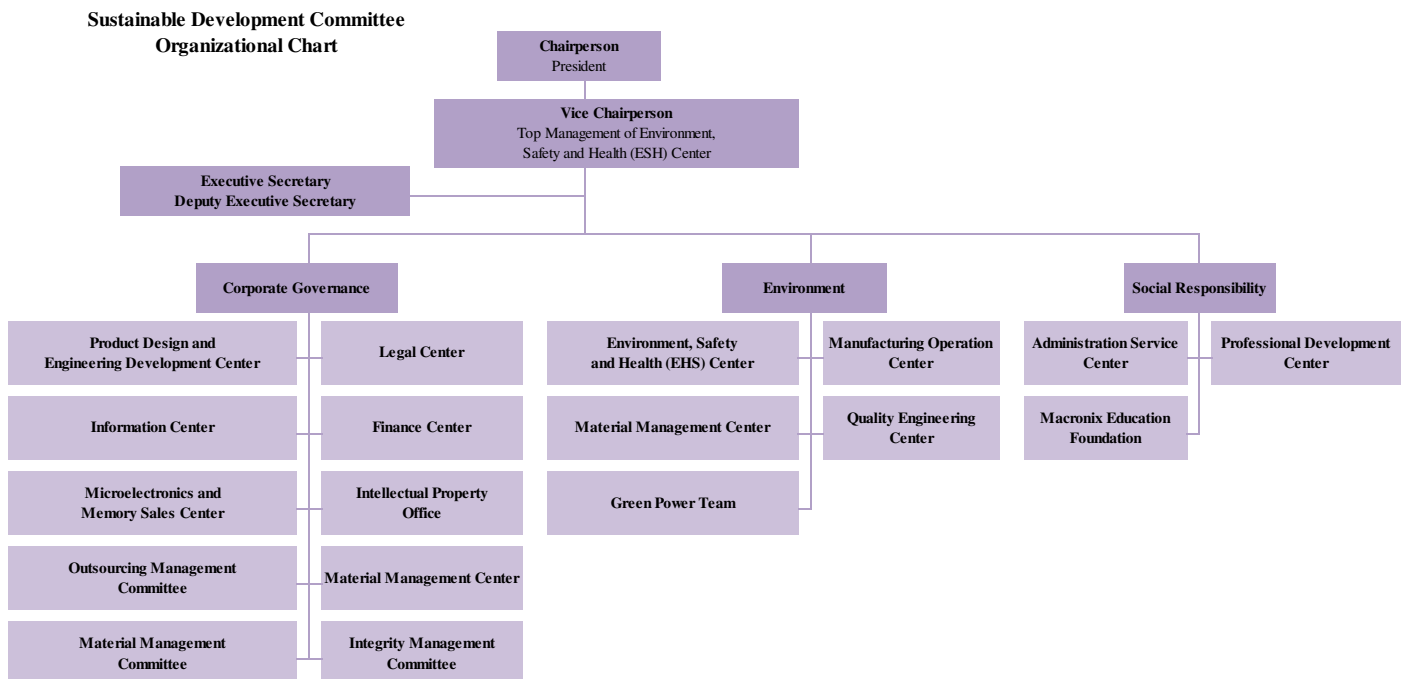 Sustainable Development Committee
Organizational Chart
Chairperson
President
Vice Chairperson
Top Management of Environment,
Safety and Health (ESH) Center
Executive Secretary
Deputy Executive Secretary
Corporate Governance
Environment
Social Responsibility
Product Design and
Engineering Development Center
Legal Center
Information Center
Finance Center
Microelectronics and
Memory Sales Center
Intellectual Property
Office
Outsourcing Management
Committee
Material Management Center
Material Management
Committee
Integrity Management
Committee
Environment, Safety
and Health (EHS) Center
Manufacturing Operation
Center
Material Management Center
Quality Engineering
Center
Green Power Team
Administration Service
Center
Professional Development
Center
Macronix Education
Foundation